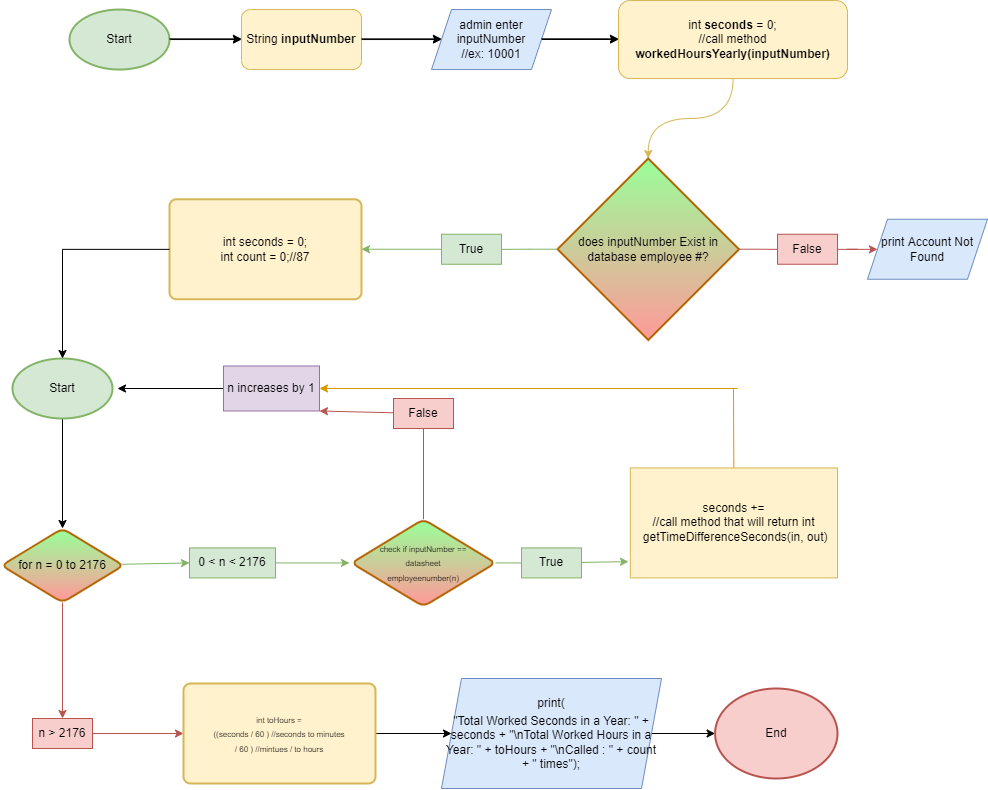 Start
String inputNumber
admin enter
inputNumber
//ex: 10001
int seconds = 0;
//call method
workedHoursYearly(inputNumber)
int seconds = 0;
int count = 0;//87
True
does inputNumber Exist in
database employee #?
False
print Account Not
Found
Start
n increases by 1
False
seconds +=
//call method that will return int
getTimeDifferenceSeconds(in, out)
for n = 0 to 2176
0 < n < 2176
check if inputNumber ==
datasheet
employeenumber(n)
True
n > 2176
int toHours =
((seconds / 60 ) //seconds to minutes
/ 60 ) //mintues / to hours
print(
"Total Worked Seconds in a Year: " +
seconds + "\nTotal Worked Hours in a
Year: " + toHours + "\nCalled : " + count
+ " times");
End